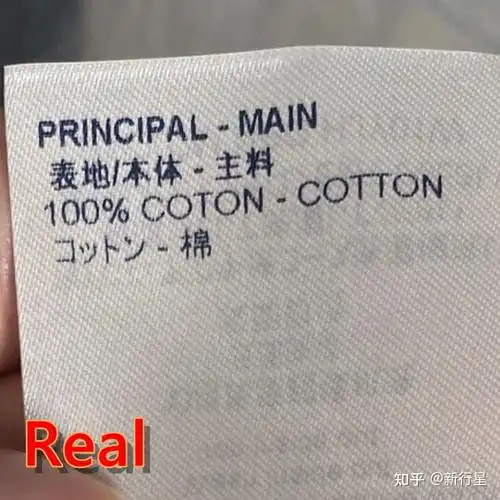 PRINCIPAL - MAIN
表地/本体 - 主料
100% COTON - COTTON
コットン - 棉
Real
知乎 @新行星